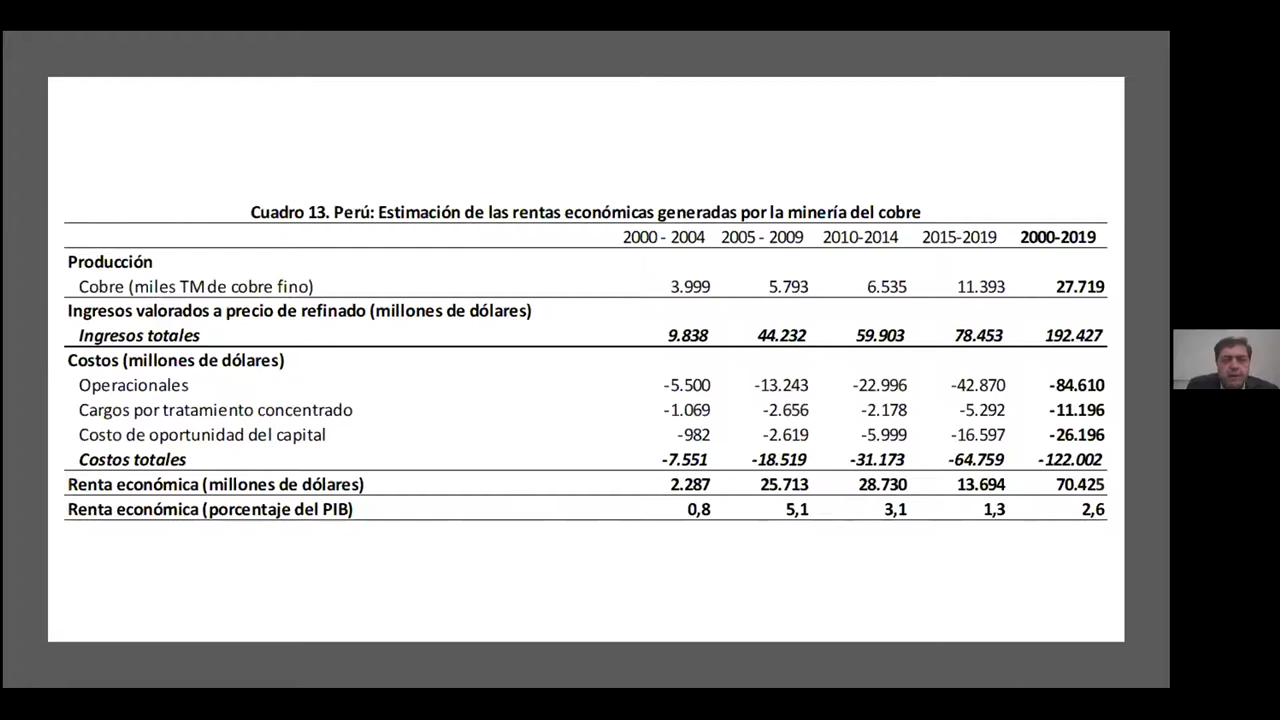 Cuadro 13. Perú: Estimación de las rentas económicas generadas por la minería del cobre
2000 - 2004 2005 - 2009 2010-2014 2015-2019 2000-2019
Producción
Cobre (miles TM de cobre fino) 3.999 5.793 6.535 11.393 27.719
Ingresos valorados a precio de refinado (millones de dólares)
Ingresos totales 9.838 44.232 59.903 78.453 192.427
Costos (millones de dólares)
Operacionales -5.500 -13.243 -22.996 -42.870 -84.610
Cargos por tratamiento concentrado -1.069 -2.656 -2.178 -5.292 -11.196
Costo de oportunidad del capital -982 -2.619 -5.999 -16.597 -26.196
Costos totales -7.551 -18.519 -31.173 -64.759 -122.002
Renta económica (millones de dólares) 2.287 25.713 28.730 13.694 70.425
Renta económica (porcentaje del PIB) 0,8 5,1 3,1 1,3 2,6